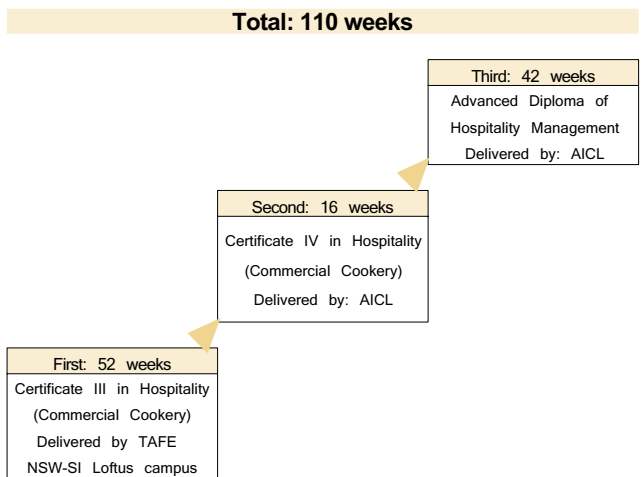 Total: 110 weeks
Third: 42 weeks
Advanced Diploma of
Hospitality Management
Delivered by: AICL
Second: 16 weeks
Certificate IV in Hospitality
(Commercial Cookery)
Delivered by: AICL
First: 52 weeks
Certificate III in Hospitality
(Commercial Cookery)
Delivered by TAFE
NSW-SI Loftus campus